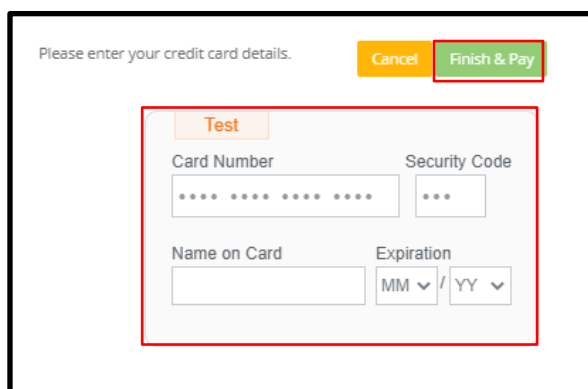 Please enter your credit card details.
Cancel
Finish & Pay
Test
Card Number
Security Code
•••• •••• •••• ••••
•••
Name on Card
Expiration
MM / YY